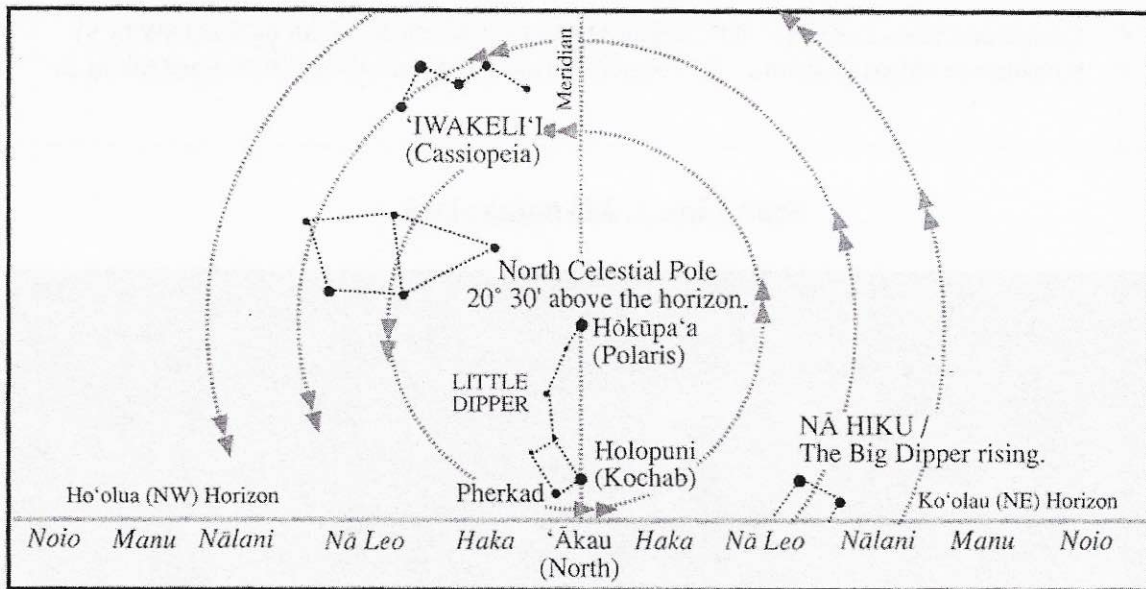 Meridian
‘IWAKELI‘I
(Cassiopeia)
North Celestial Pole
20° 30' above the horizon.
Hōkūpa‘a
(Polaris)
LITTLE
DIPPER
NĀ HIKU /
The Big Dipper rising.
Holopuni
(Kochab)
Pherkad
Ho‘olua (NW) Horizon
Ko‘olau (NE) Horizon
Noio Manu Nālani Nā Leo Haka ‘Ākau Haka Nā Leo Nālani Manu Noio
(North)